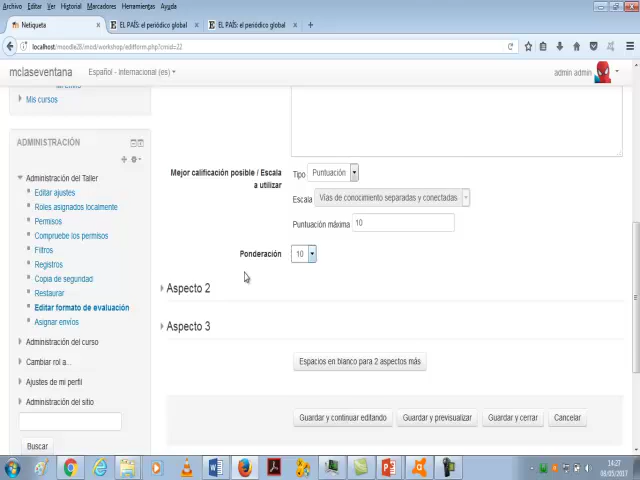 Archivo Editar Ver Historial Marcadores Herramientas Ayuda
Netiqueta × E EL PAÍS: el periódico global × E EL PAÍS: el periódico global × +
localhost/moodle28/mod/workshop/editform.php?cmid=22
mclaseventana Español - Internacional (es) admin admin
Mis cursos
ADMINISTRACIÓN
Administración del Taller
Editar ajustes
Roles asignados localmente
Permisos
Compruebe los permisos
Filtros
Registros
Copia de seguridad
Restaurar
Editar formato de evaluación
Asignar envíos
Administración del curso
Cambiar rol a...
Ajustes de mi perfil
Administración del sitio
Buscar
Mejor calificación posible / Escala
a utilizar
Tipo Puntuación
Escala Vías de conocimiento separadas y conectadas
Puntuación máxima 10
Ponderación 10
Aspecto 2
Aspecto 3
Espacios en blanco para 2 aspectos más
Guardar y continuar editando Guardar y previsualizar Guardar y cerrar Cancelar
14:27
08/05/2017